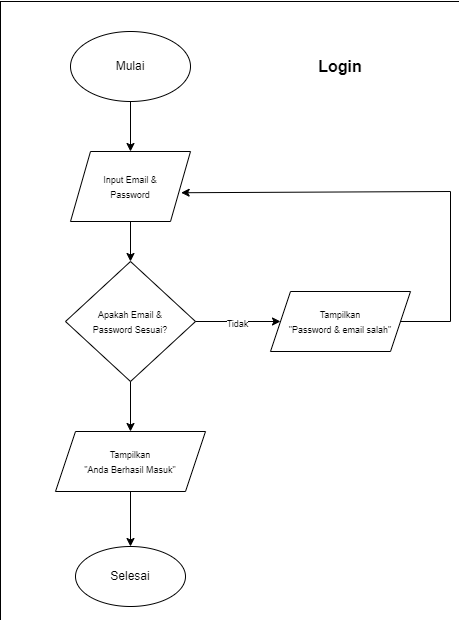 Mulai
Login
Input Email &
Password
Apakah Email &
Password Sesuai?
Tidak
Tampilkan
"Password & email salah"
Tampilkan
"Anda Berhasil Masuk"
Selesai